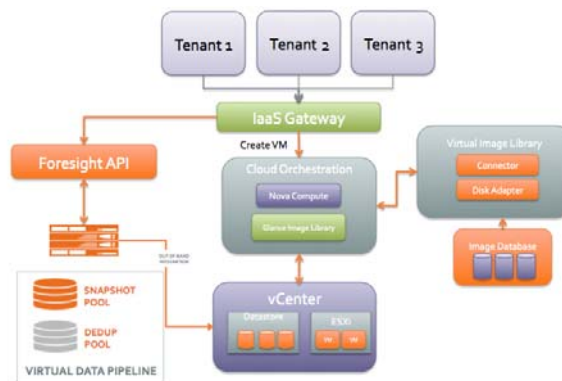 Tenant 1
Tenant 2
Tenant 3
IaaS Gateway
Create VM
Foresight API
Cloud Orchestration
Nova Compute
Glance Image Library
Virtual Image Library
Connector
Disk Adapter
Image Database
OUT OF BAND
INTEGRATION
vCenter
Datastore
ESXi
VM
VM
SNAPSHOT
POOL
DEDUP
POOL
VIRTUAL DATA PIPELINE